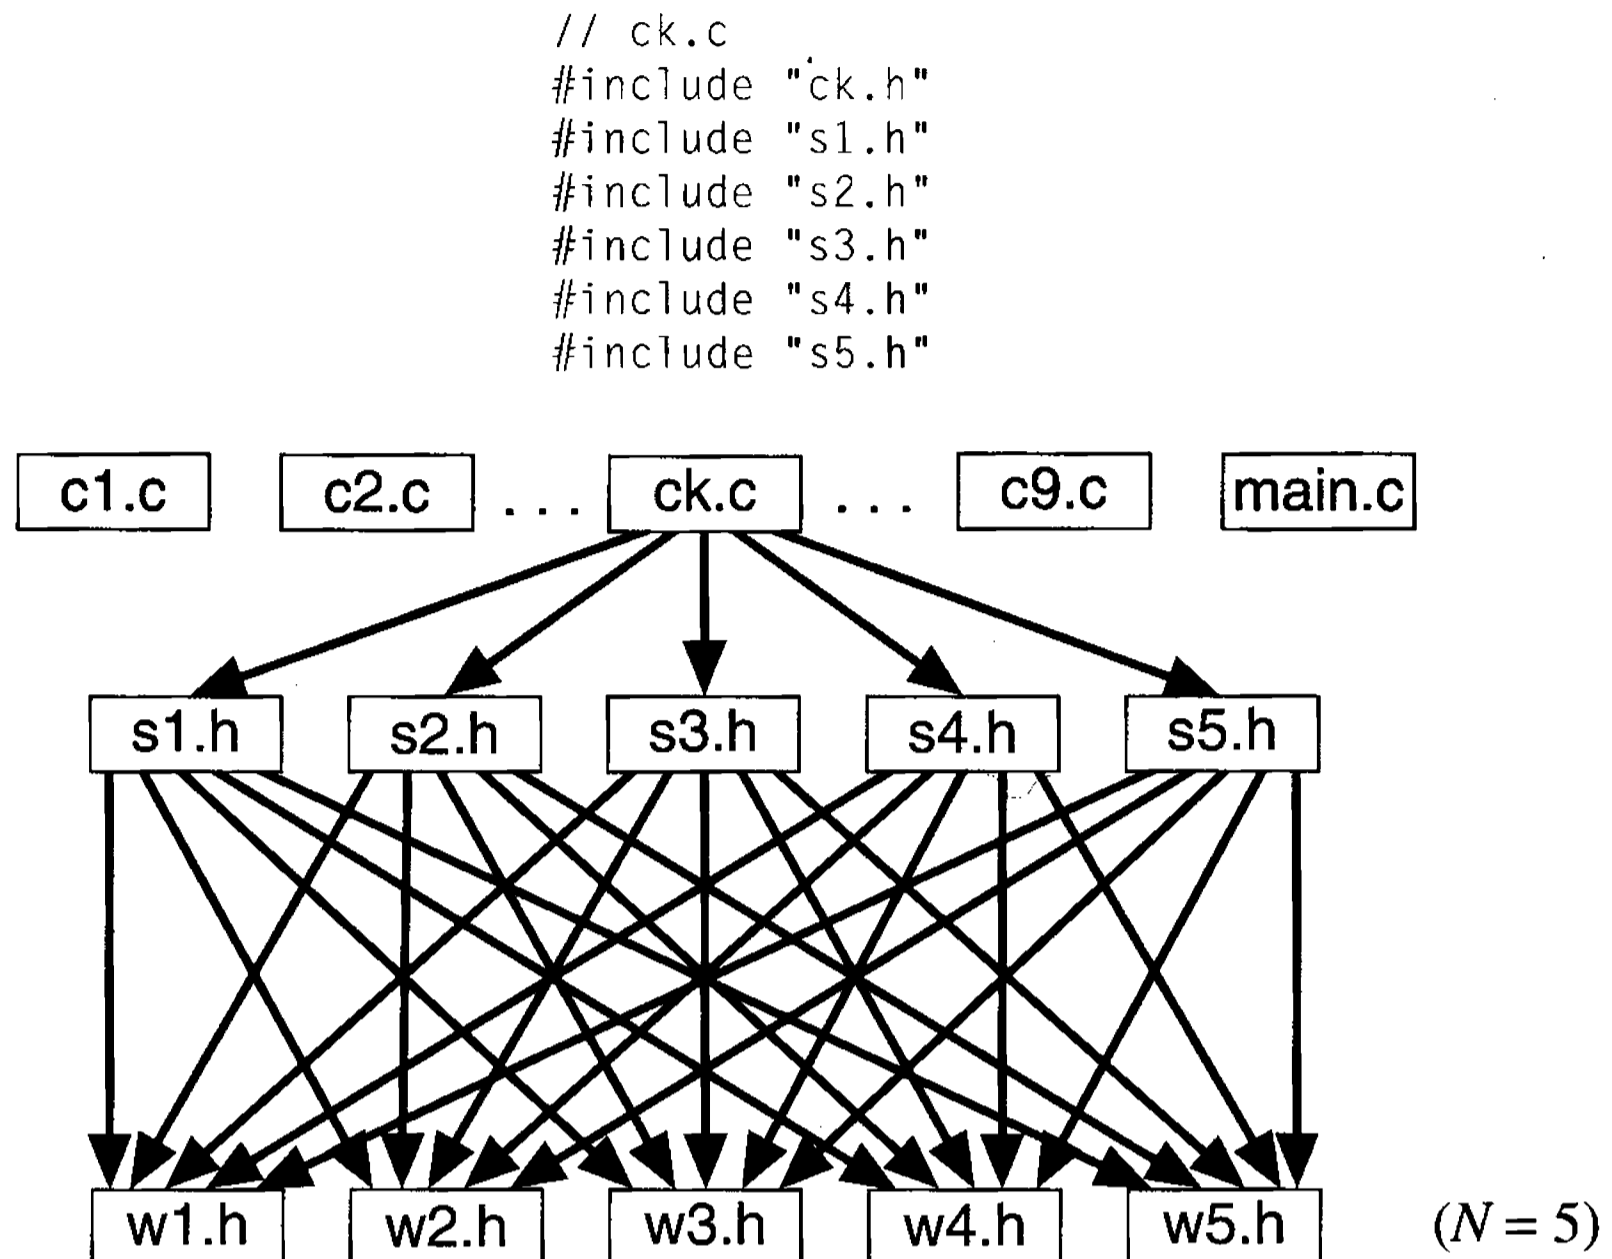 // ck.c
#include "ck.h"
#include "s1.h"
#include "s2.h"
#include "s3.h"
#include "s4.h"
#include "s5.h"
c1.c c2.c ... ck.c ... c9.c main.c
s1.h s2.h s3.h s4.h s5.h
w1.h w2.h w3.h w4.h w5.h (N = 5)